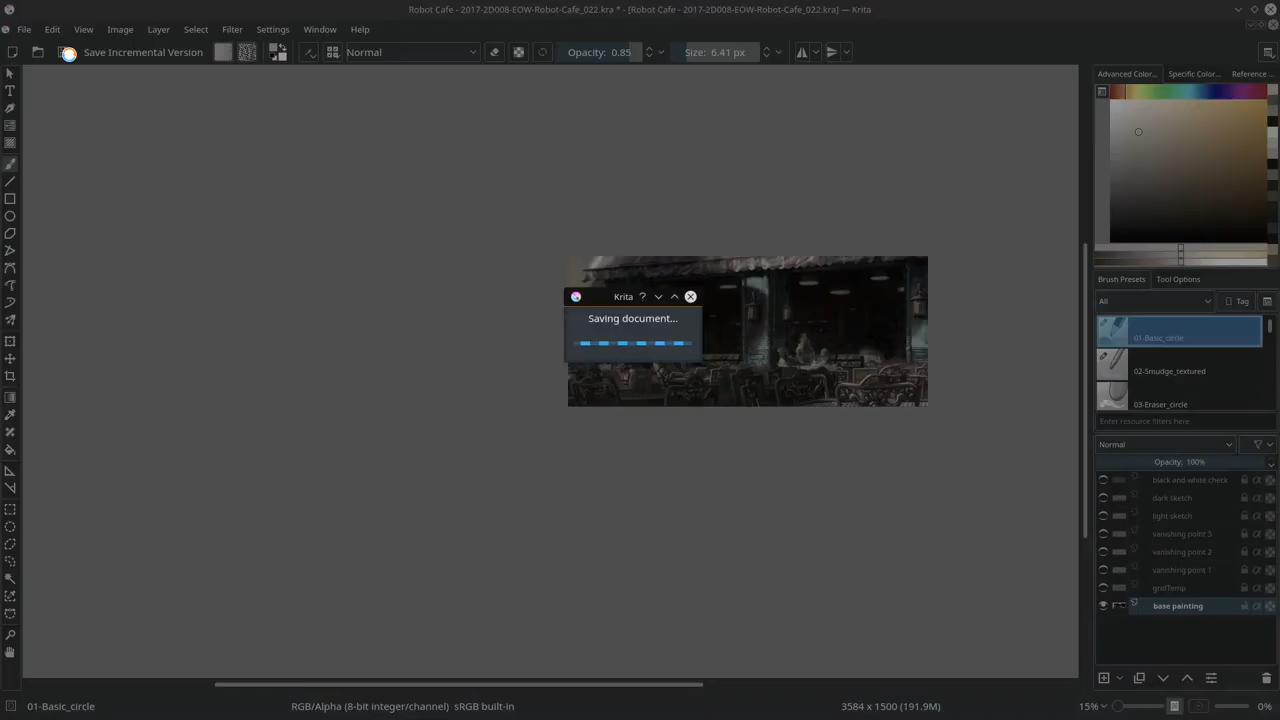 Robot Cafe - 2017-2D008-EOW-Robot-Cafe_022.kra * - [Robot Cafe - 2017-2D008-EOW-Robot-Cafe_022.kra] — Krita
File Edit View Image Layer Select Filter Settings Window Help
Save Incremental Version Normal Opacity: 0.85 Size: 6.41 px
Advanced Color... Specific Color... Reference ...
Krita
Saving document...
Brush Presets Tool Options
All Tag
01-Basic_circle
02-Smudge_textured
03-Eraser_circle
Enter resource filters here
Normal
Opacity: 100%
black and white check
dark sketch
light sketch
vanishing point 3
vanishing point 2
vanishing point 1
gridTemp
base painting
01-Basic_circle RGB/Alpha (8-bit integer/channel) sRGB built-in 3584 x 1500 (191.9M) 15% 0%